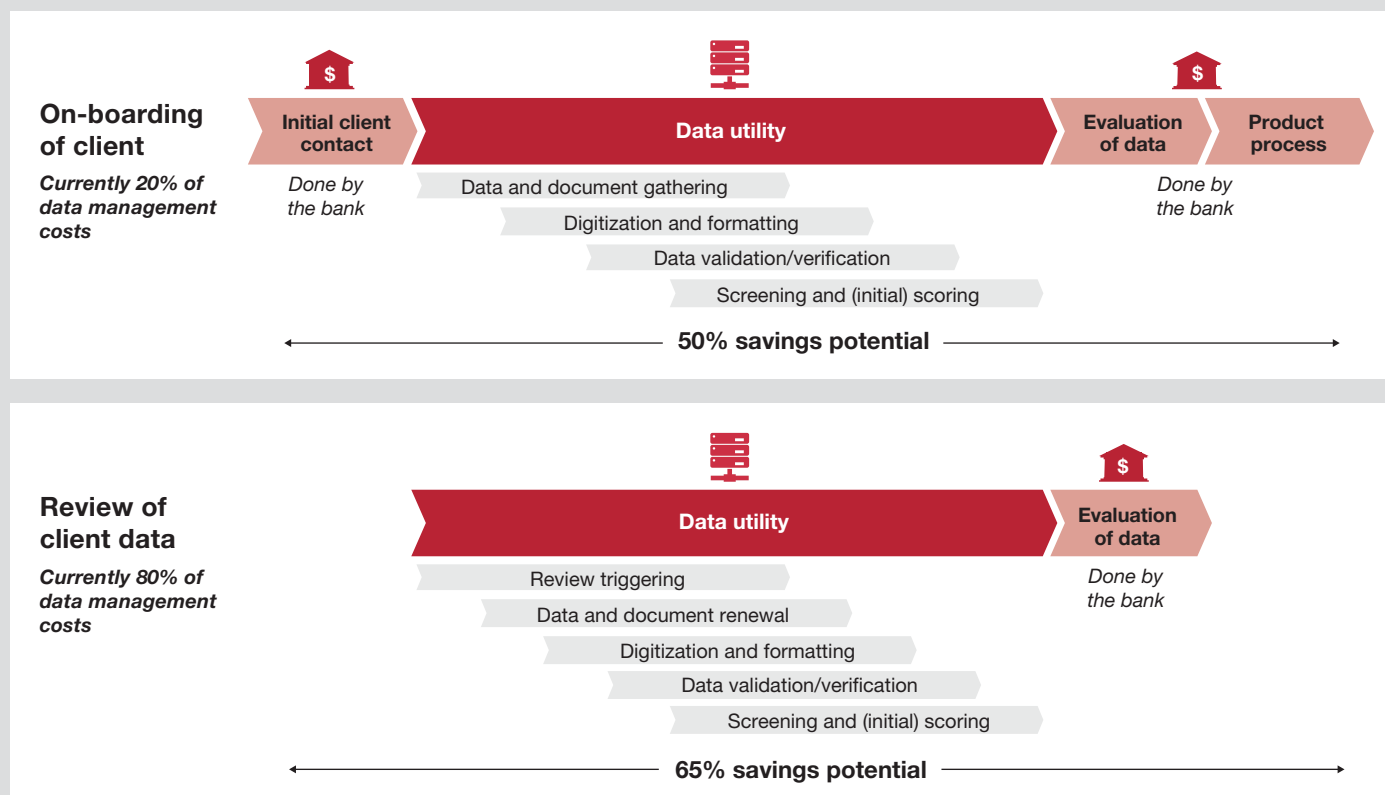 On-boarding
of client
Currently 20% of
data management
costs
$
Initial client
contact
Done by
the bank
Data utility
Data and document gathering
Digitization and formatting
Data validation/verification
Screening and (initial) scoring
$
Evaluation
of data
Product
process
Done by
the bank
50% savings potential
Review of
client data
Currently 80% of
data management
costs
Data utility
Review triggering
Data and document renewal
Digitization and formatting
Data validation/verification
Screening and (initial) scoring
$
Evaluation
of data
Done by
the bank
65% savings potential